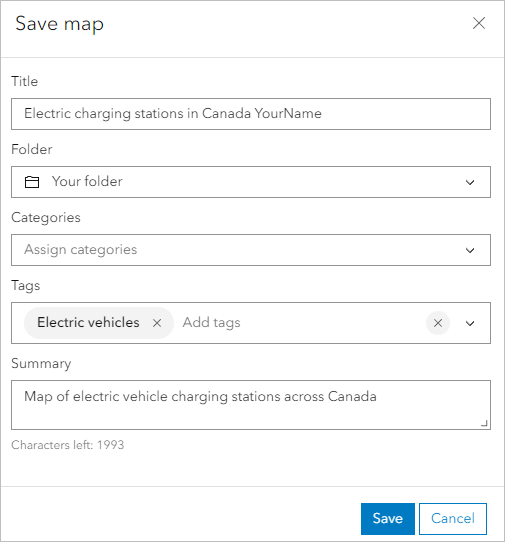 Save map
Title
Electric charging stations in Canada YourName
Folder
Your folder
Categories
Assign categories
Tags
Electric vehicles Add tags
Summary
Map of electric vehicle charging stations across Canada
Characters left: 1993
Save Cancel